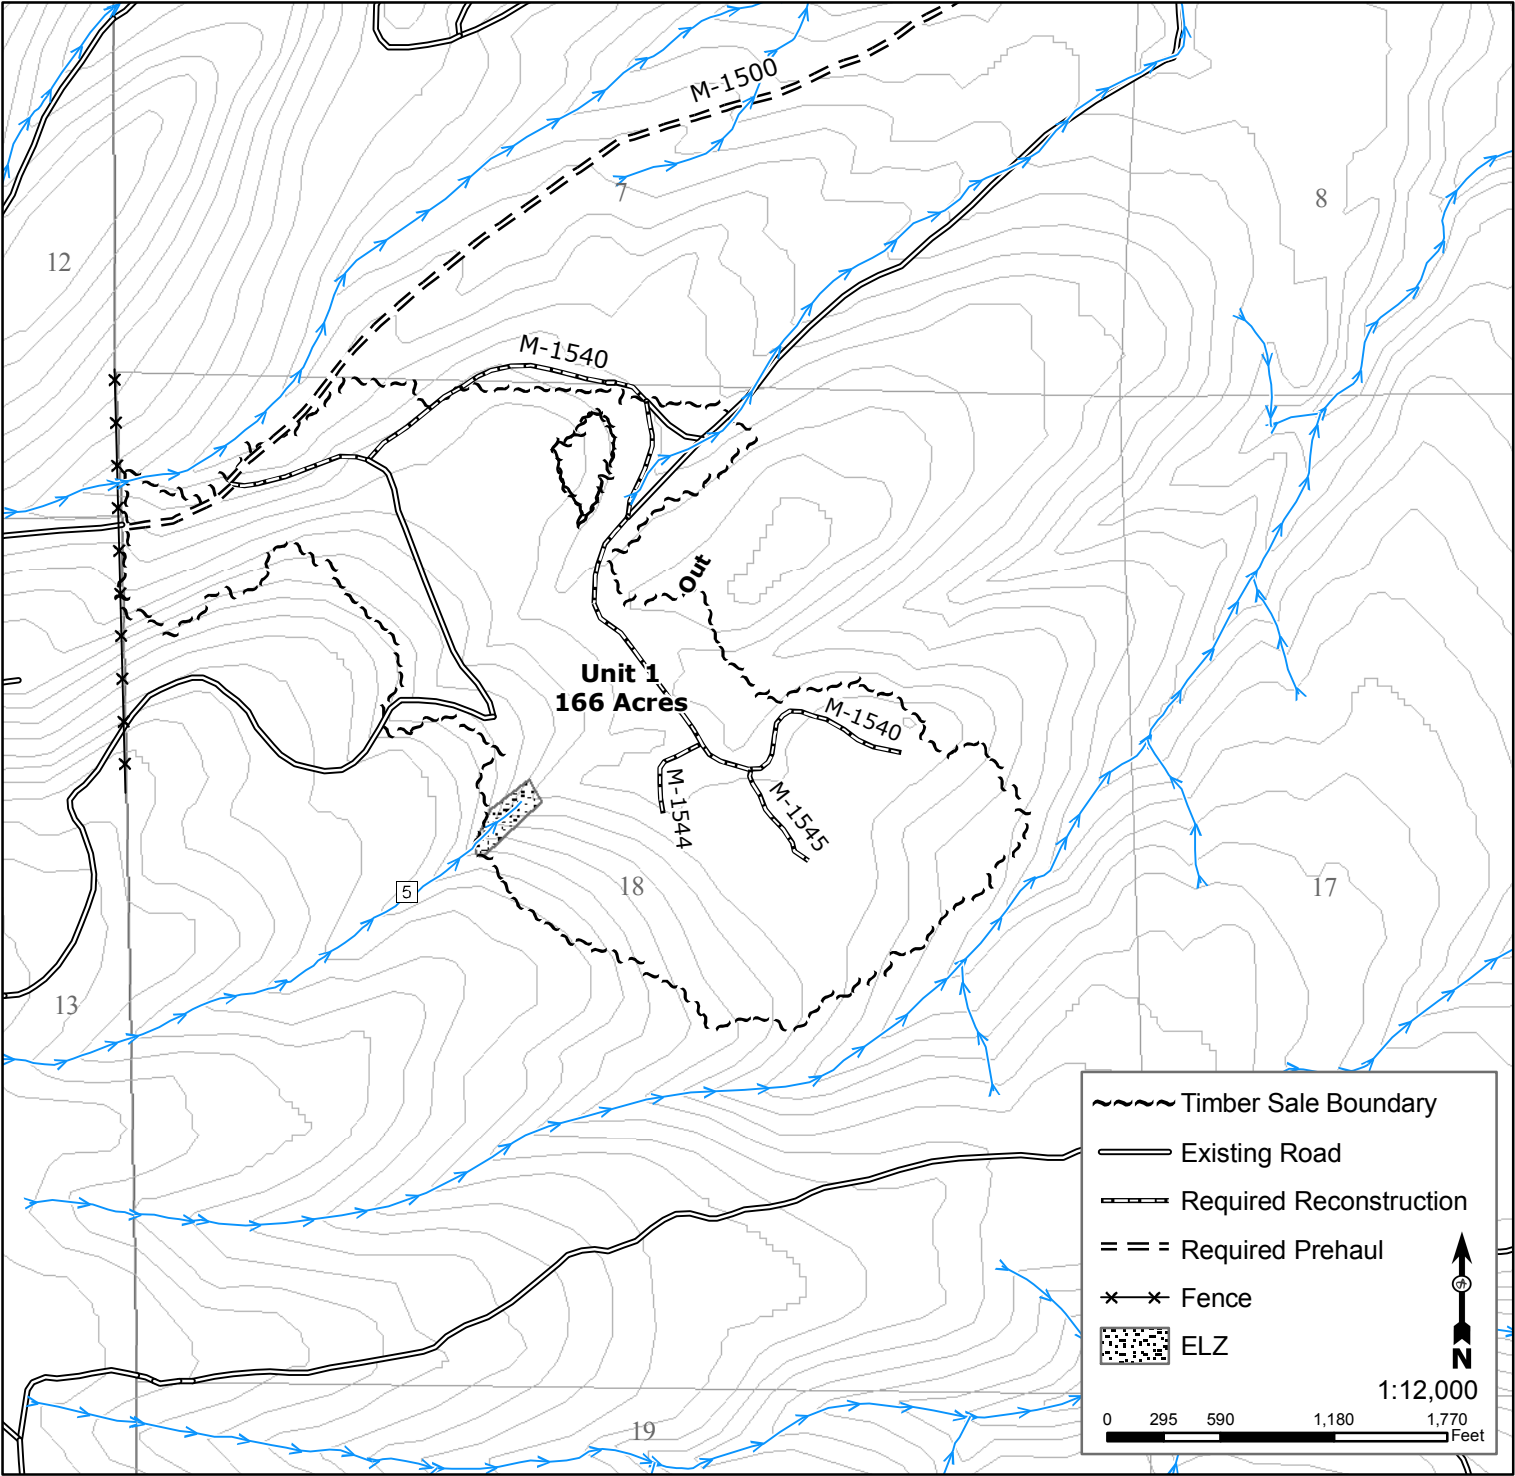 M-1500
7
8
12
M-1540
Out
Unit 1
166 Acres
M-1540
M-1544
M-1545
5
18
17
13
19
Timber Sale Boundary
Existing Road
Required Reconstruction
Required Prehaul
Fence
ELZ
N
1:12,000
0 295 590 1,180 1,770
Feet